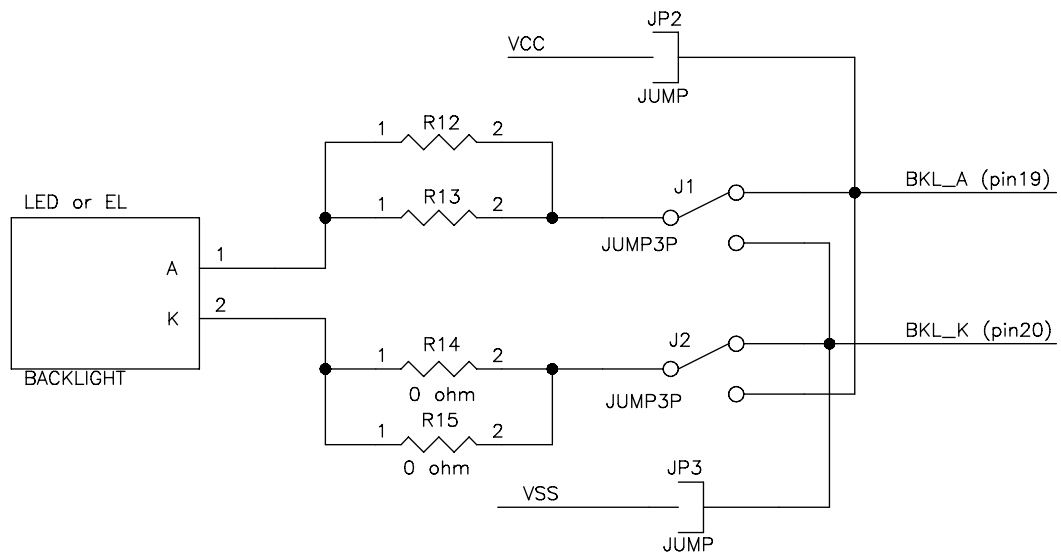 JP2
VCC
JUMP
1 R12 2
LED or EL
1 R13 2
J1
BKL_A (pin19)
JUMP3P
A 1
K 2
BACKLIGHT
1 R14 2
0 ohm
J2
BKL_K (pin20)
JUMP3P
1 R15 2
0 ohm
JP3
VSS
JUMP